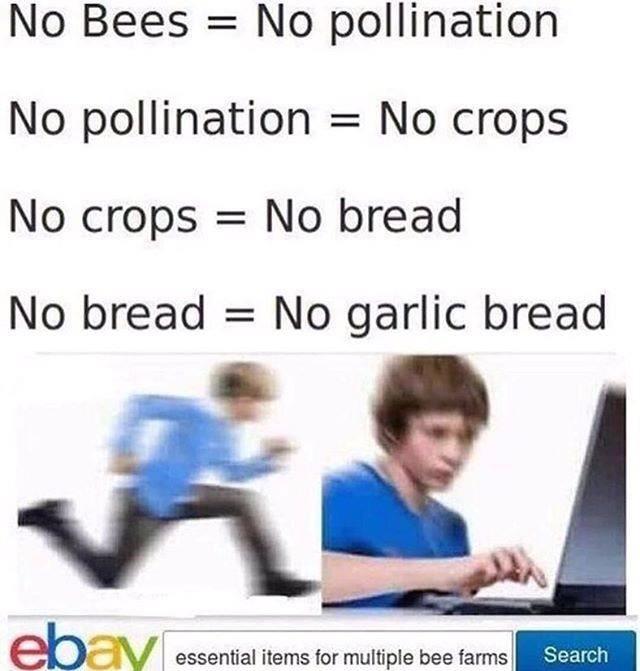 No Bees = No pollination
No pollination = No crops
No crops = No bread
No bread = No garlic bread
ebay essential items for multiple bee farms Search